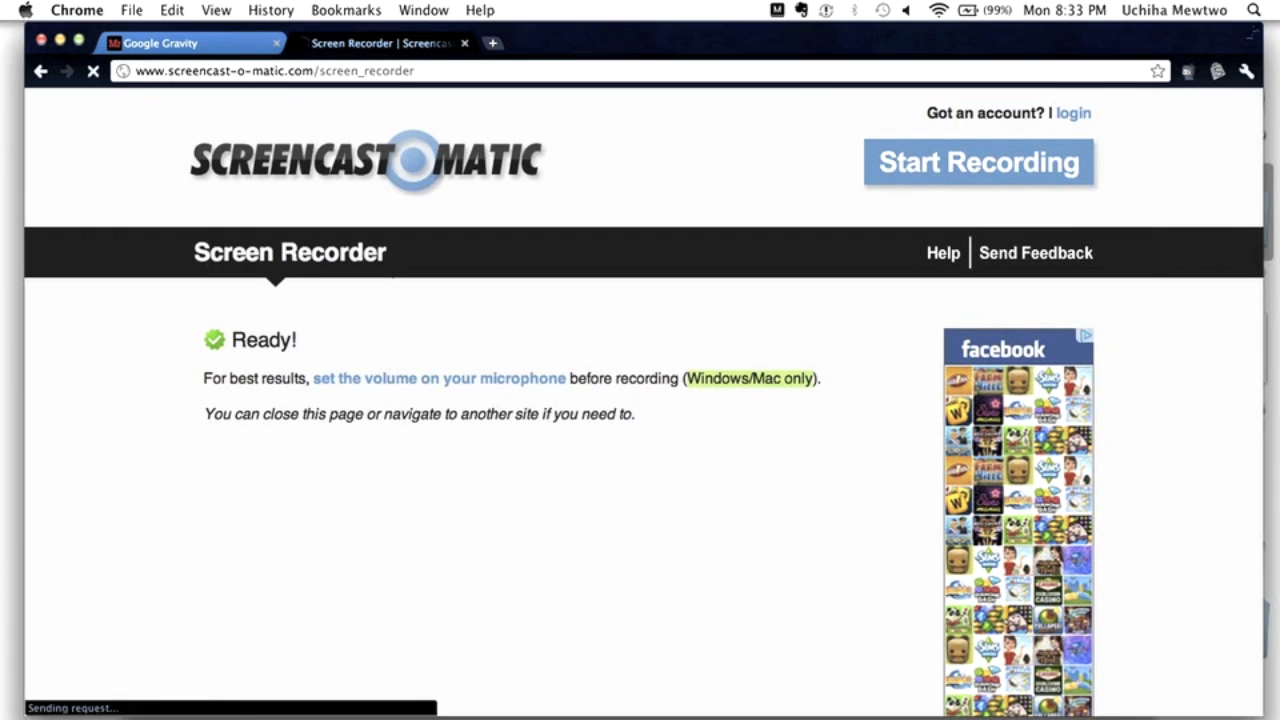 Chrome File Edit View History Bookmarks Window Help (99%) Mon 8:33 PM Uchiha Mewtwo
Google Gravity Screen Recorder | Screencas
www.screencast-o-matic.com/screen_recorder
Got an account? | login
SCREENCAST O MATIC
Start Recording
Screen Recorder
Help Send Feedback
Ready!
For best results, set the volume on your microphone before recording (Windows/Mac only).
You can close this page or navigate to another site if you need to.
facebook
Sending request...